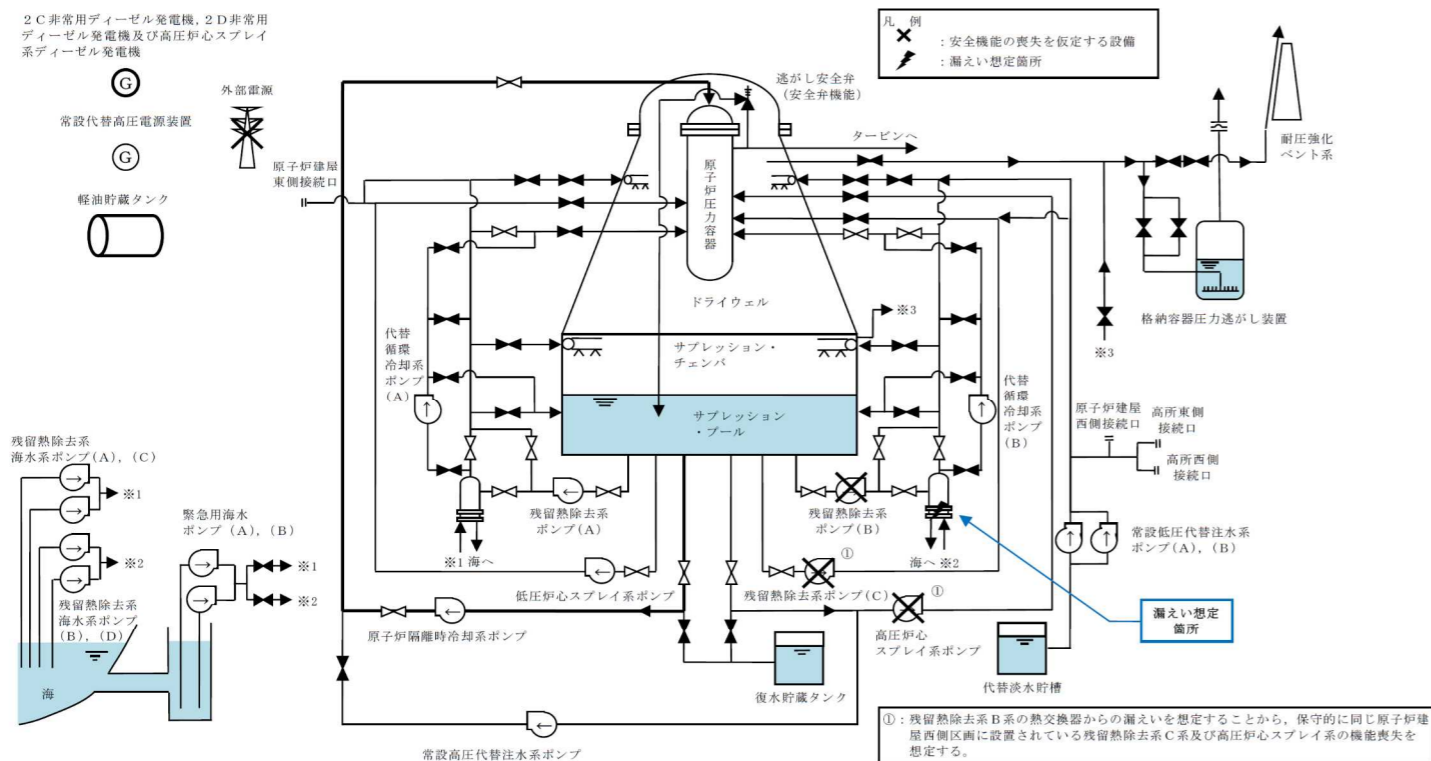 2C非常用ディーゼル発電機,2D非常用
ディーゼル発電機及び高圧炉心スプレイ
系ディーゼル発電機
G
外部電源
常設代替高圧電源装置
G
軽油貯蔵タンク
凡 例
:安全機能の喪失を仮定する設備
:漏えい想定箇所
逃がし安全弁
(安全弁機能)
タービンへ
原子炉建屋
東側接続口
原子炉圧力容器
耐圧強化
ベント系
ドライウェル
格納容器圧力逃がし装置
※3
※3
代替
循環
冷却系
ポンプ
(A)
サプレッション・
チェンバ
サプレッション
・プール
代替
循環
冷却系
ポンプ
(B)
原子炉建屋
西側接続口
高所東側
接続口
高所西側
接続口
残留熱除去系
海水系ポンプ(A),(C)
※1
※2
残留熱除去系
海水系ポンプ
(B),(D)
海
緊急用海水
ポンプ(A),(B)
※1
※2
残留熱除去系
ポンプ(A)
残留熱除去系
ポンプ(B)
※1 海へ
海へ ※2
常設低圧代替注水系
ポンプ(A),(B)
低圧炉心スプレイ系ポンプ
①
残留熱除去系ポンプ(C)
①
原子炉隔離時冷却系ポンプ
高圧炉心
スプレイ系ポンプ
漏えい想定
箇所
復水貯蔵タンク
代替淡水貯槽
常設高圧代替注水系ポンプ
①:残留熱除去系B系の熱交換器からの漏えいを想定することから,保守的に同じ原子炉建
屋西側区画に設置されている残留熱除去系C系及び高圧炉心スプレイ系の機能喪失を
想定する。